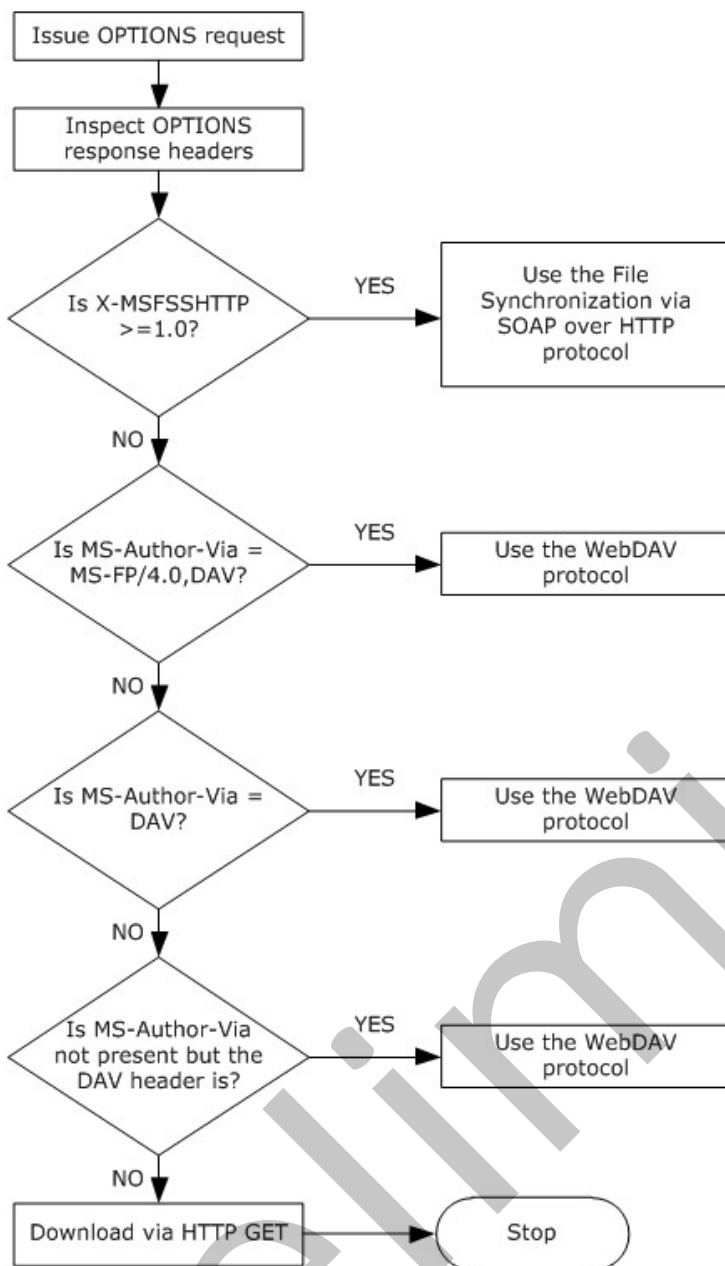 Issue OPTIONS request
Inspect OPTIONS
response headers
Is X-MSFSSHTTP
>=1.0?
YES
Use the File
Synchronization via
SOAP over HTTP
protocol
NO
Is MS-Author-Via =
MS-FP/4.0,DAV?
YES
Use the WebDAV
protocol
NO
Is MS-Author-Via =
DAV?
YES
Use the WebDAV
protocol
NO
Is MS-Author-Via
not present but the
DAV header is?
YES
Use the WebDAV
protocol
NO
Download via HTTP GET
Stop